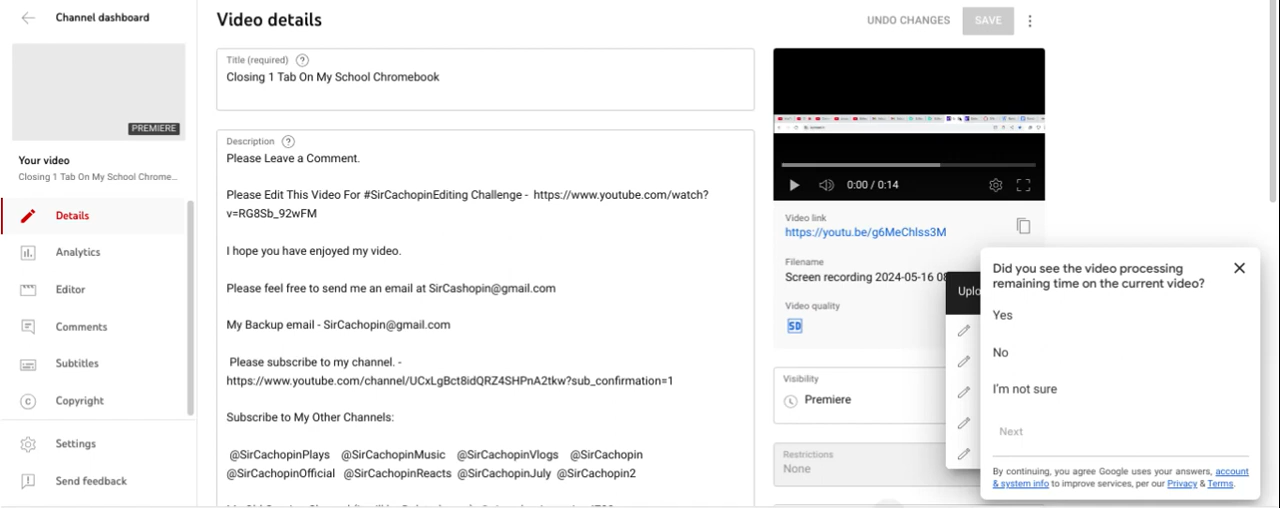 Channel dashboard
PREMIERE
Your video
Closing 1 Tab On My School Chrome...
Details
Analytics
Editor
Comments
Subtitles
Copyright
Settings
Send feedback
Video details
UNDO CHANGES
SAVE
Title (required)
Closing 1 Tab On My School Chromebook
Description
Please Leave a Comment.
Please Edit This Video For #SirCachopinEditing Challenge - https://www.youtube.com/watch?
v=RG8Sb_92wFM
I hope you have enjoyed my video.
Please feel free to send me an email at SirCashopin@gmail.com
My Backup email - SirCachopin@gmail.com
Please subscribe to my channel. -
https://www.youtube.com/channel/UCxLgBct8idQRZ4SHPnA2tkw?sub_confirmation=1
Subscribe to My Other Channels:
@SirCachopinPlays @SirCachopinMusic @SirCachopinVlogs @SirCachopin
@SirCachopinOfficial @SirCachopinReacts @SirCachopinJuly @SirCachopin2
0:00 / 0:14
Video link
https://youtu.be/g6MeChlss3M
Filename
Screen recording 2024-05-16 08
Video quality
SD
Visibility
Premiere
Restrictions
None
Uplo
Did you see the video processing
remaining time on the current video?
Yes
No
I'm not sure
Next
By continuing, you agree Google uses your answers, account
& system info to improve services, per our Privacy & Terms.